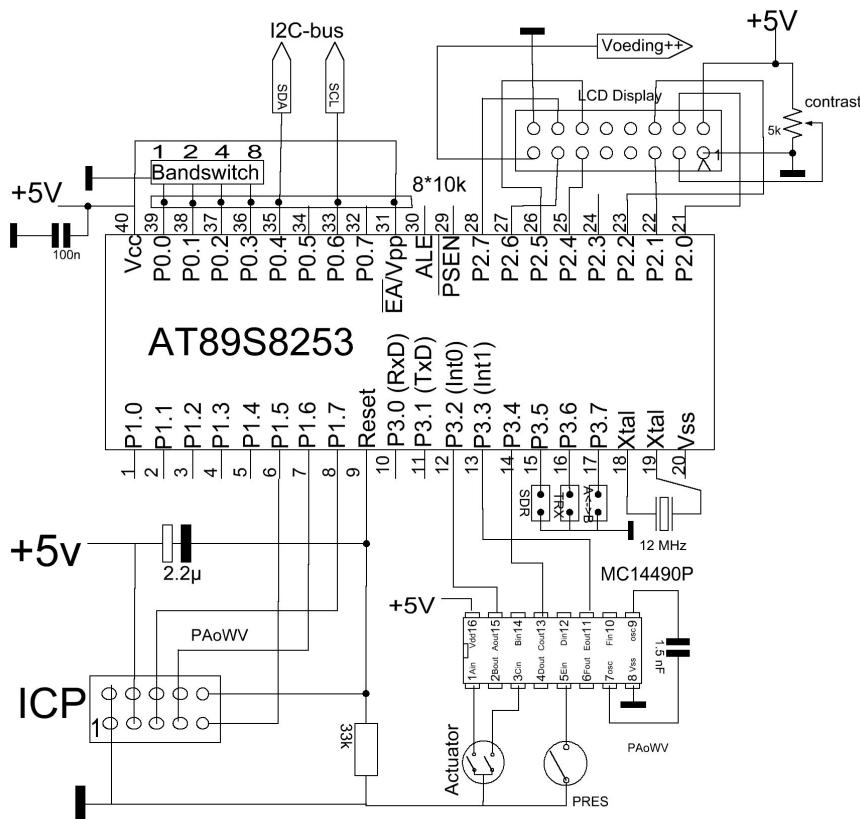 I2C-bus
SDA
SCL
Voeding++
+5V
LCD Display
contrast
5k
1
1 2 4 8
Bandswitch
8*10k
+5V
100n
40 39 38 37 36 35 34 33 32 31 30 29 28 27 26 25 24 23 22 21
Vcc P0.0 P0.1 P0.2 P0.3 P0.4 P0.5 P0.6 P0.7 EA/Vpp ALE PSEN P2.7 P2.6 P2.5 P2.4 P2.3 P2.2 P2.1 P2.0
AT89S8253
P1.0 P1.1 P1.2 P1.3 P1.4 P1.5 P1.6 P1.7 Reset P3.0 (RxD) P3.1 (TxD) P3.2 (Int0) P3.3 (Int1) P3.4 P3.5 P3.6 P3.7 Xtal Xtal Vss
1 2 3 4 5 6 7 8 9 10 11 12 13 14 15 16 17 18 19 20
SDR
TRX
A<->B
12 MHz
+5v
2.2µ
MC14490P
+5V
Vdd16 Aout15 Bin14 Cout13 Din12 Eout11 Fin10 osc9
1Ain 2Bout 3Cin 4Dout 5Ein 6Fout 7osc 8Vss
1.5 nF
PAoWV
ICP
1
33k
Actuator
PRES
PAoWV